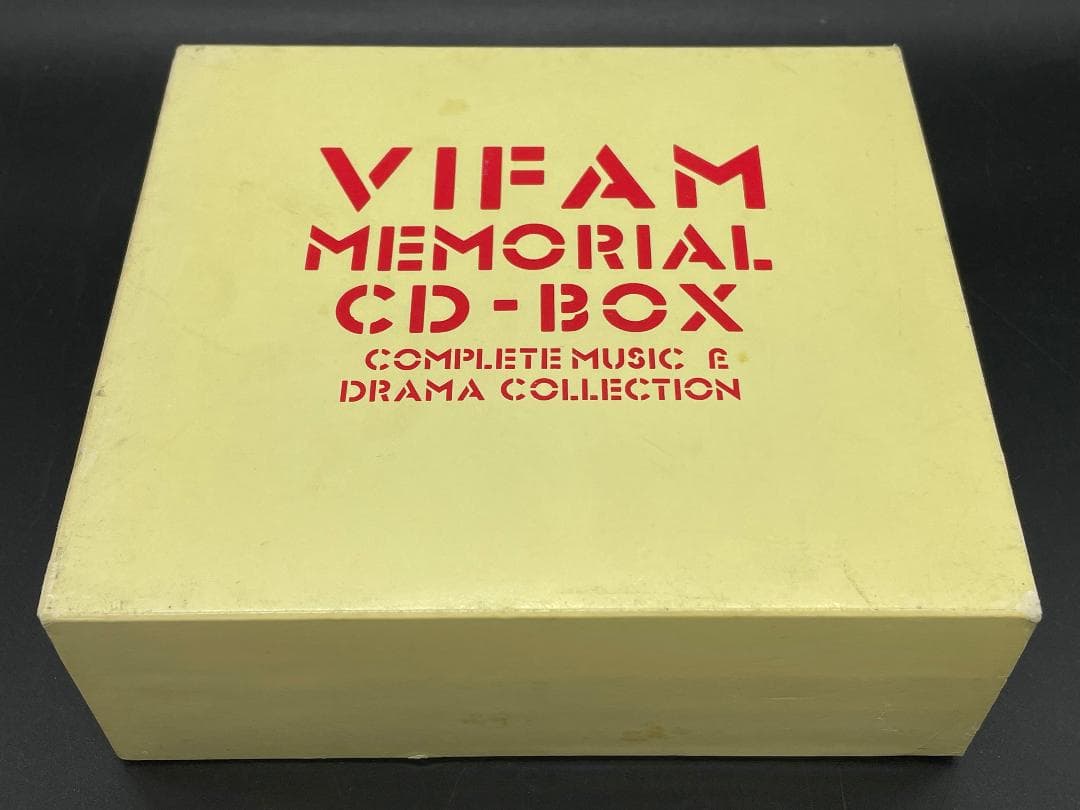 VIFAM
MEMORIAL
CD-BOX
COMPLETE MUSIC &
DRAMA COLLECTION